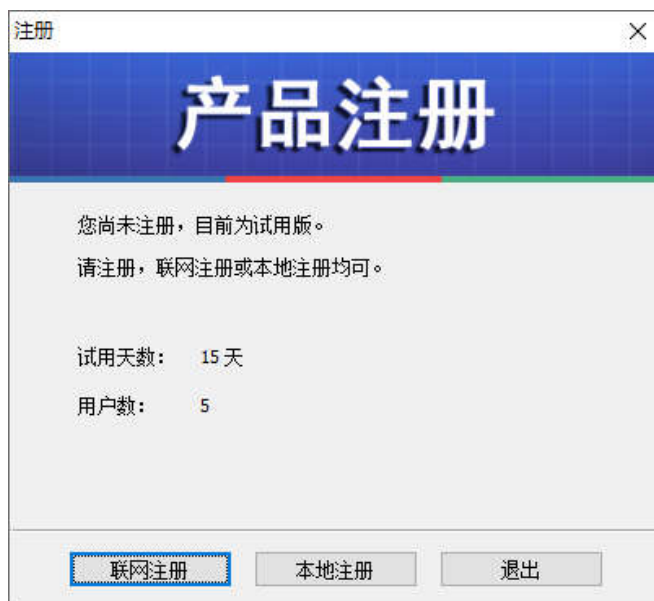 注册
产品注册
您尚未注册，目前为试用版。
请注册，联网注册或本地注册均可。
试用天数： 15 天
用户数： 5
联网注册 本地注册 退出